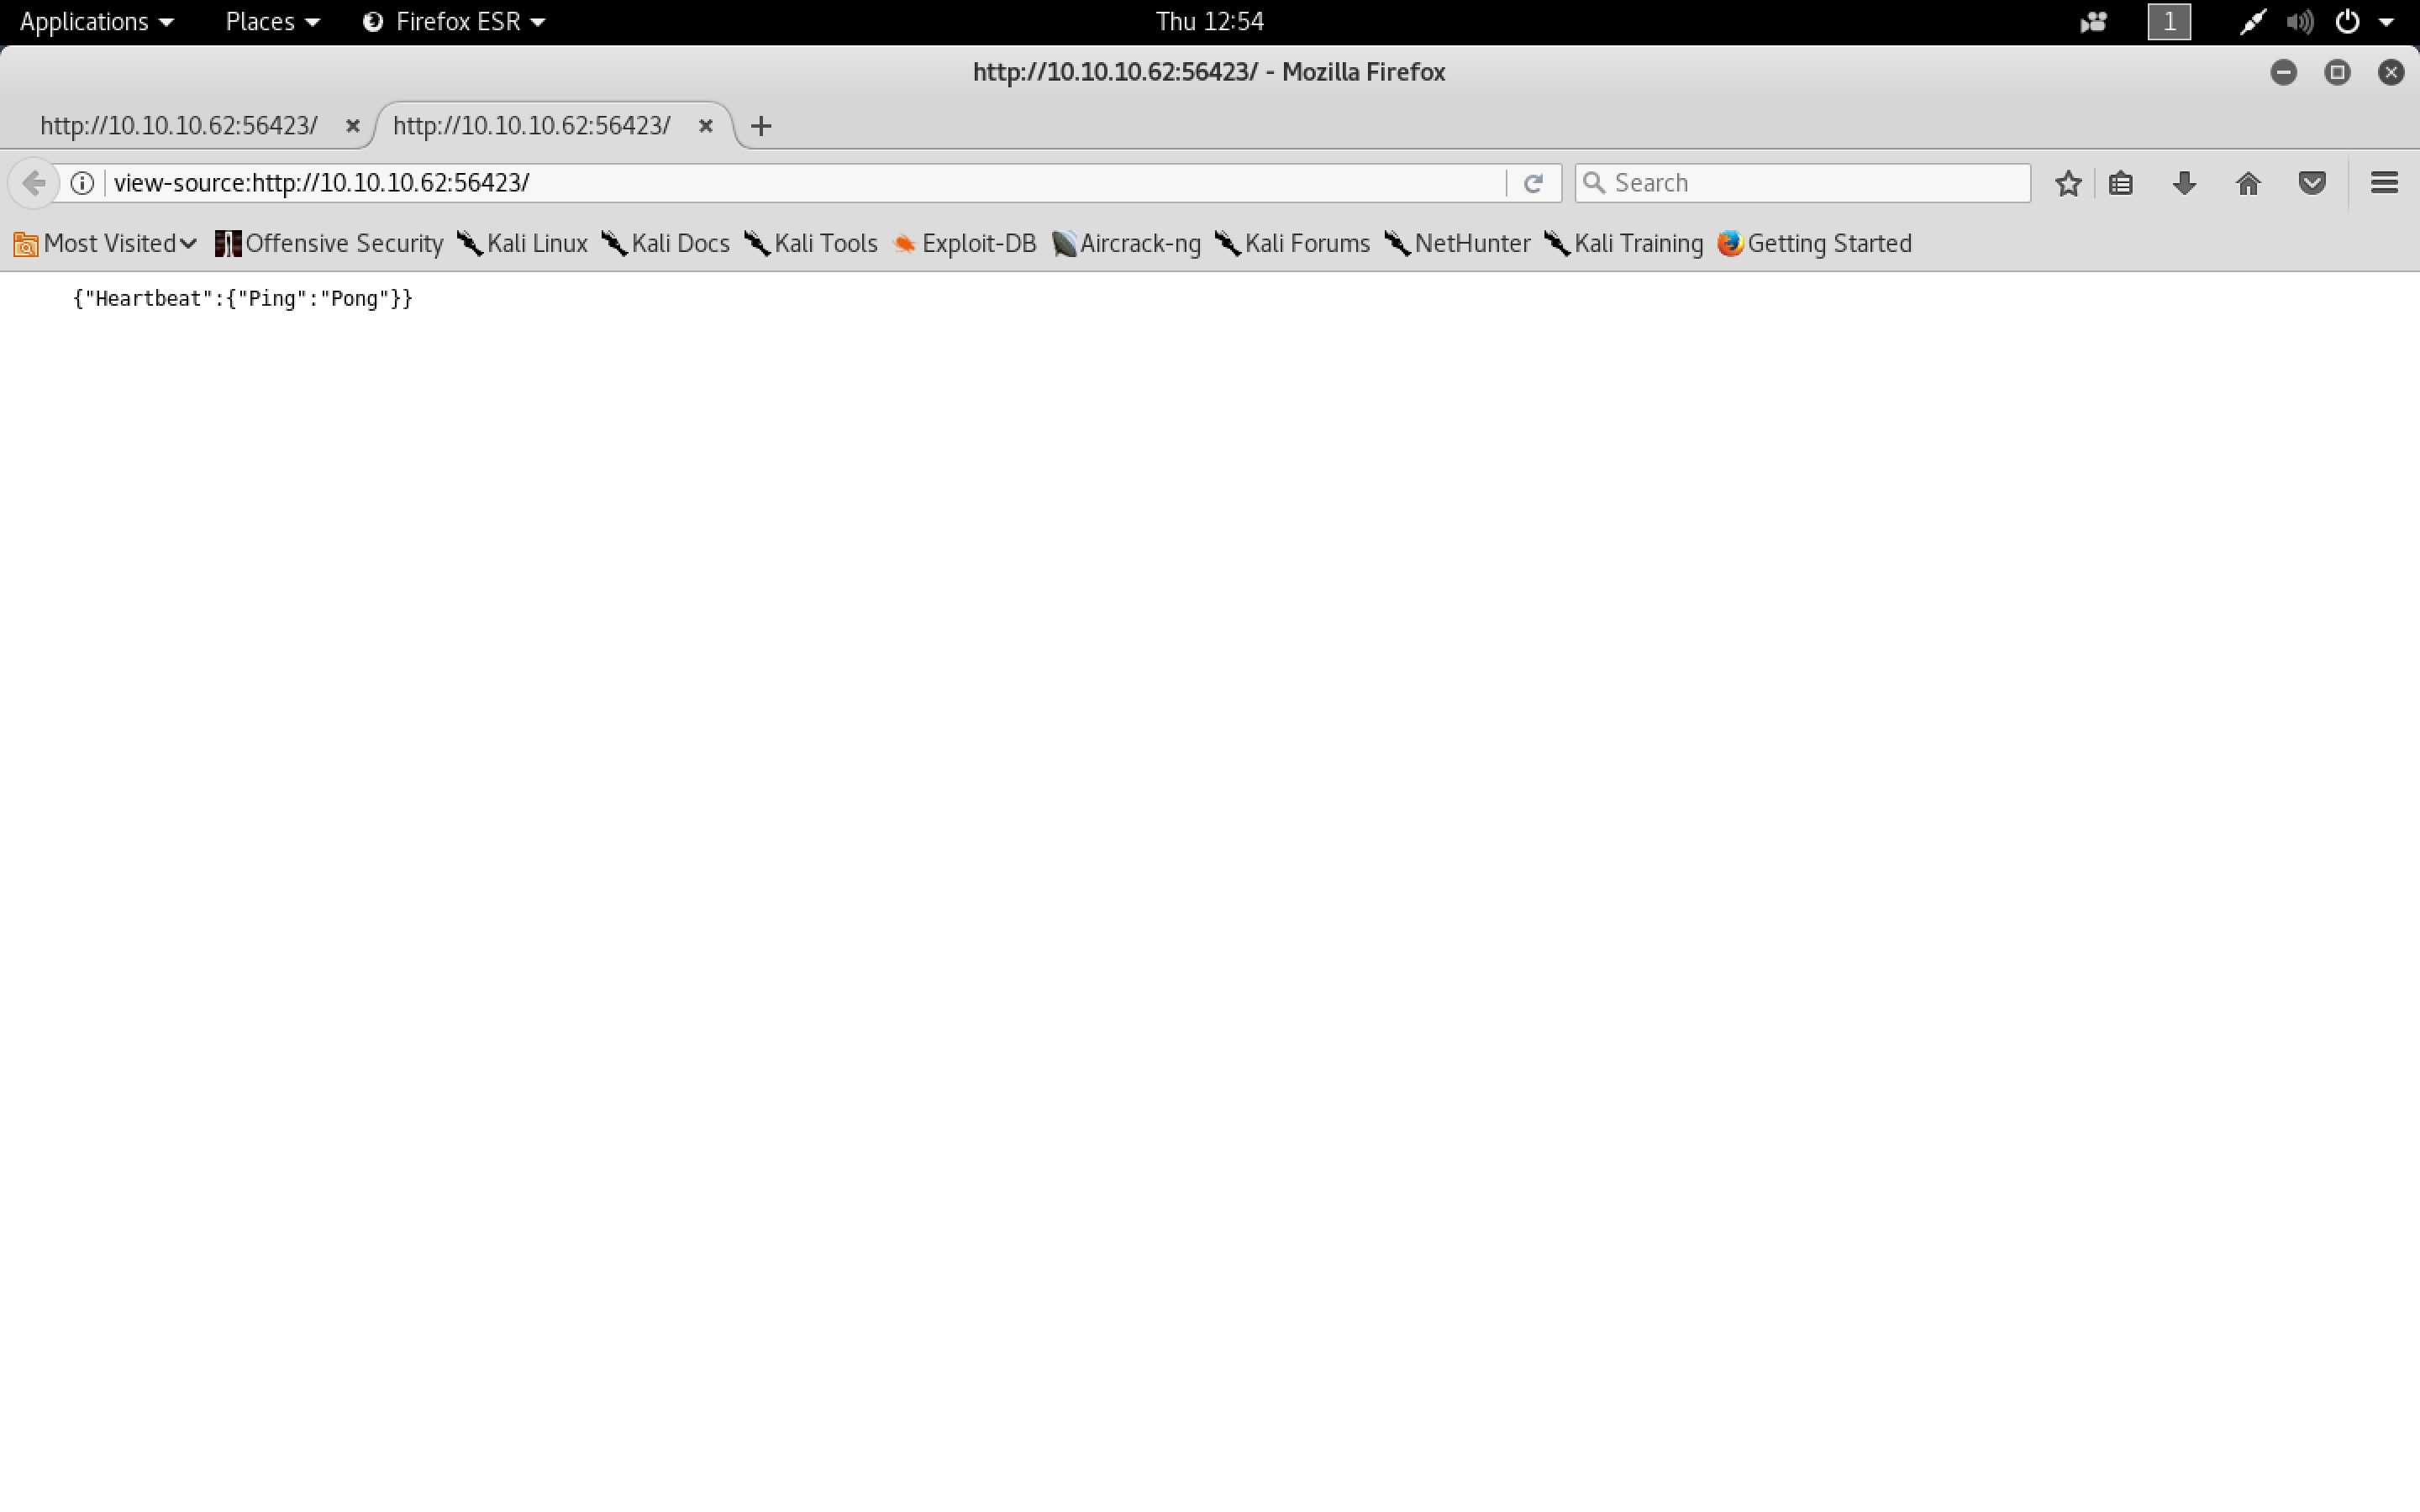 Applications Places Firefox ESR Thu 12:54 1
http://10.10.10.62:56423/ - Mozilla Firefox
http://10.10.10.62:56423/ http://10.10.10.62:56423/
view-source:http://10.10.10.62:56423/ Search
Most Visited Offensive Security Kali Linux Kali Docs Kali Tools Exploit-DB Aircrack-ng Kali Forums NetHunter Kali Training Getting Started
{"Heartbeat":{"Ping":"Pong"}}